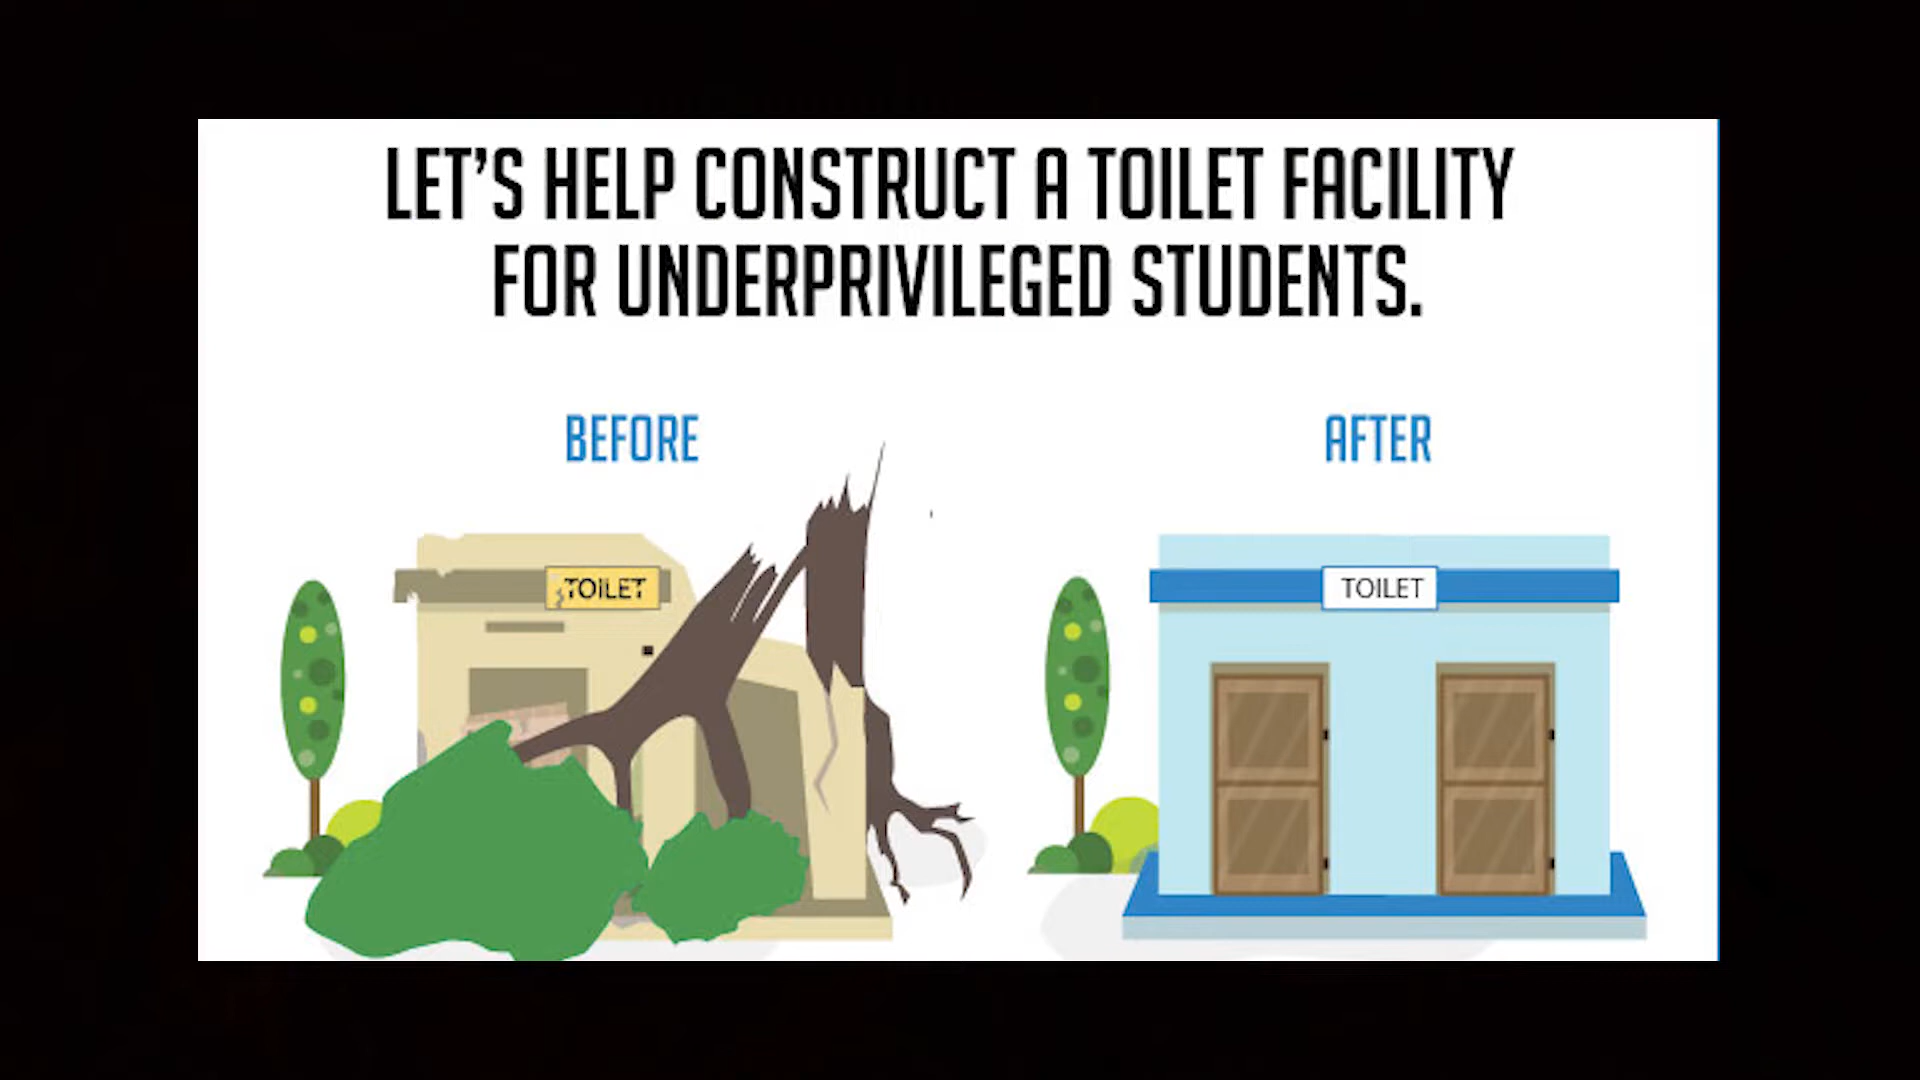 LET'S HELP CONSTRUCT A TOILET FACILITY
FOR UNDERPRIVILEGED STUDENTS.
BEFORE
AFTER
TOILET
TOILET